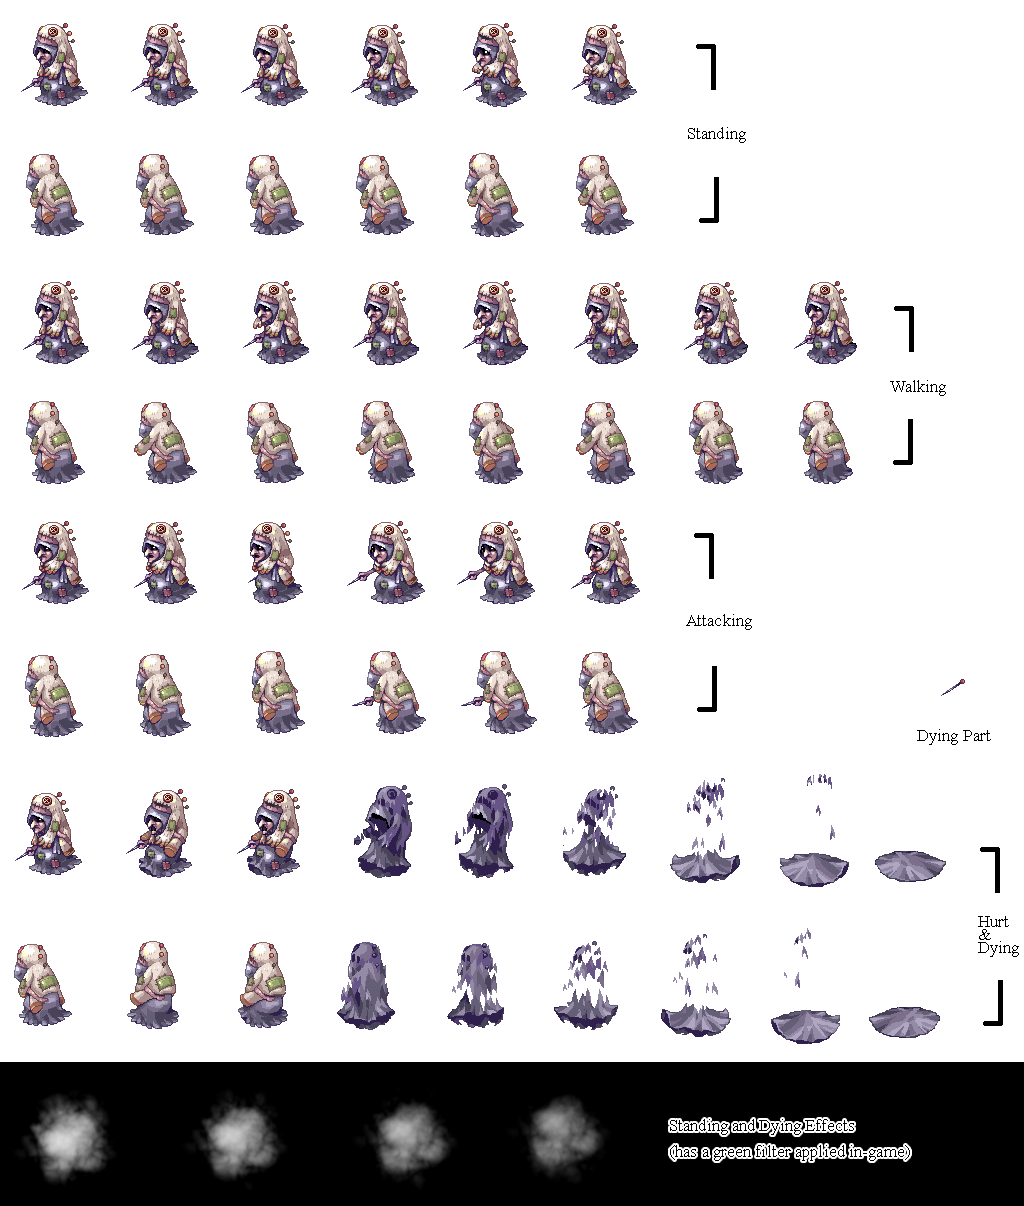 Standing
Walking
Attacking
Dying Part
Hurt
&
Dying
Standing and Dying Effects
(has a green filter applied in-game)